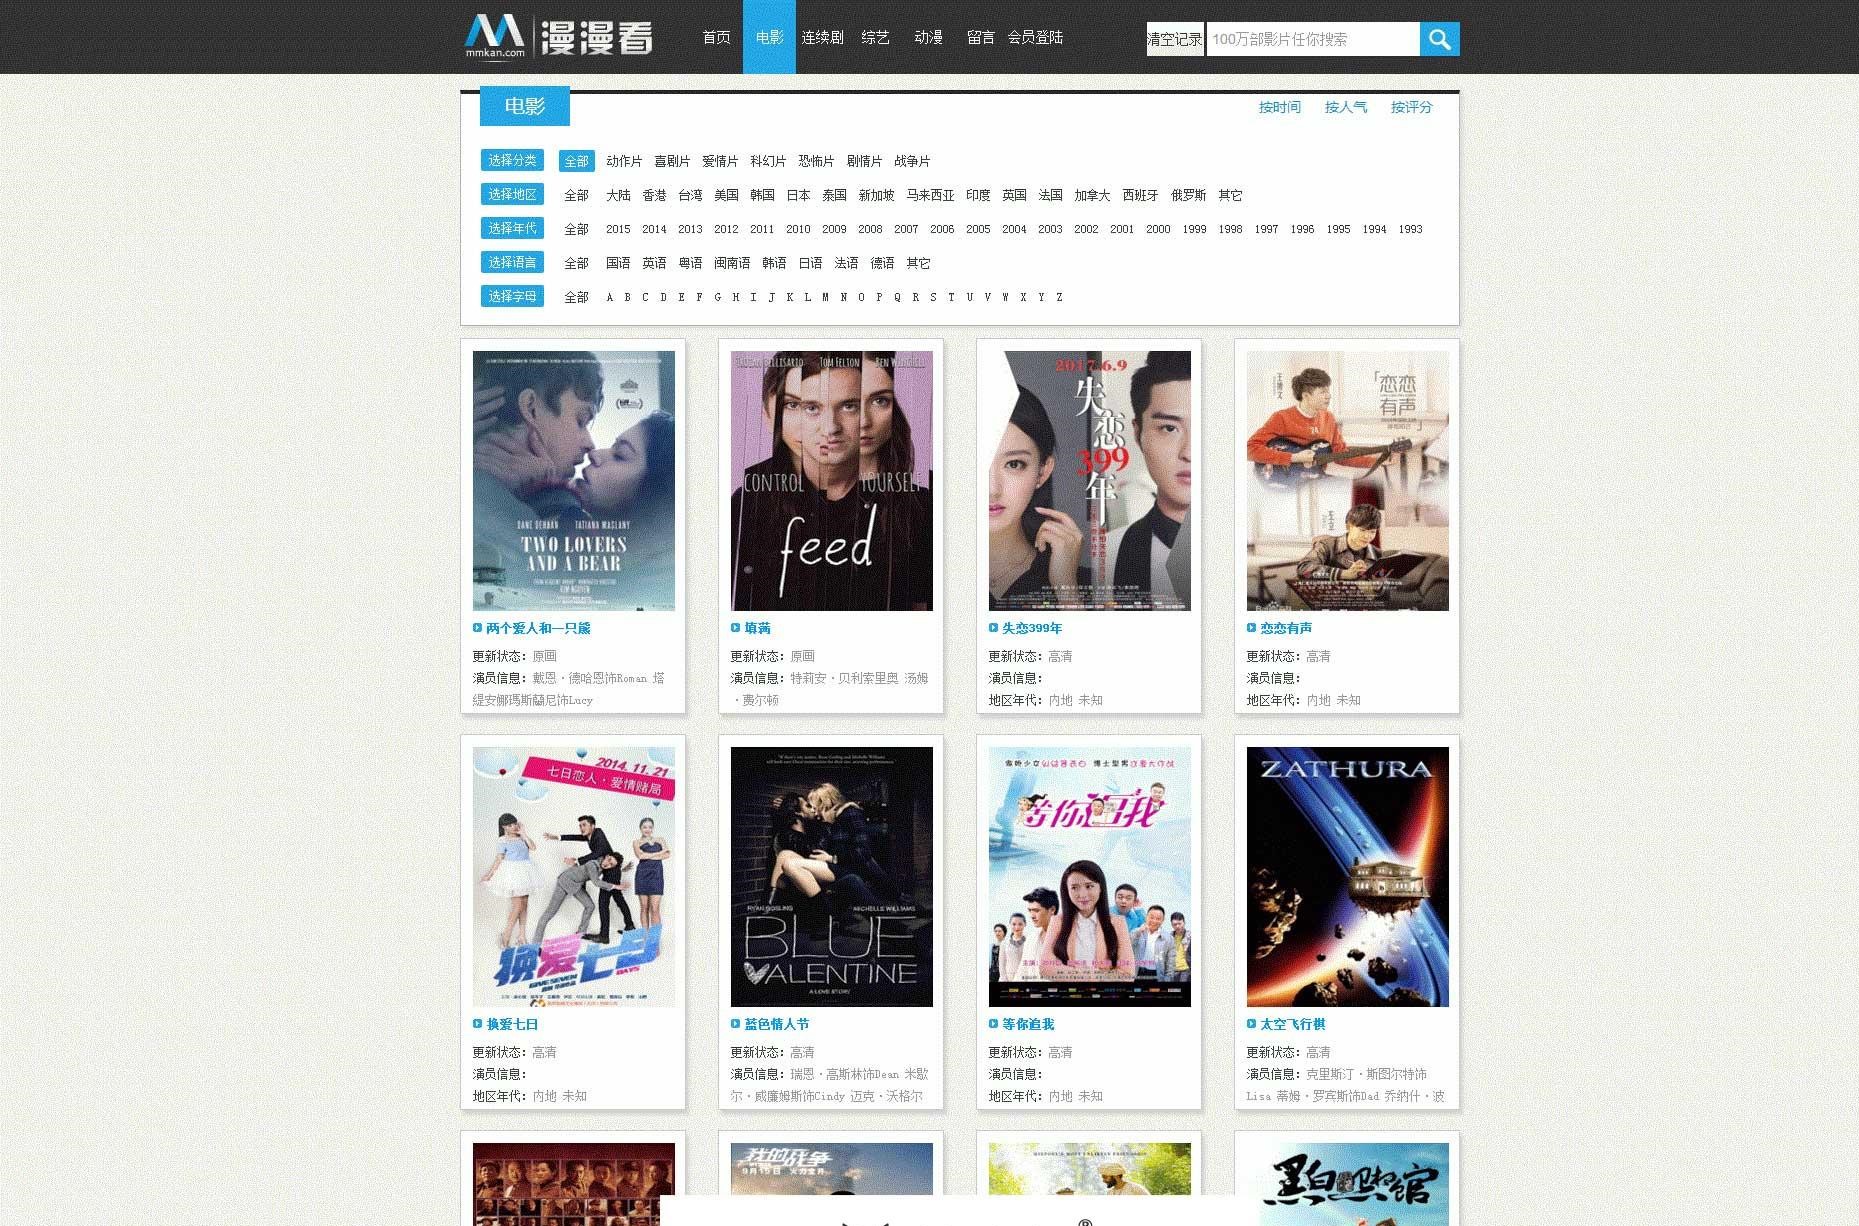 mmkan.com 漫漫看 首页 电影 连续剧 综艺 动漫 留言 会员登陆 清空记录 100万部影片任你搜索
电影 按时间 按人气 按评分
选择分类 全部 动作片 喜剧片 爱情片 科幻片 恐怖片 剧情片 战争片
选择地区 全部 大陆 香港 台湾 美国 韩国 日本 泰国 新加坡 马来西亚 印度 英国 法国 加拿大 西班牙 俄罗斯 其它
选择年代 全部 2015 2014 2013 2012 2011 2010 2009 2008 2007 2006 2005 2004 2003 2002 2001 2000 1999 1998 1997 1996 1995 1994 1993
选择语言 全部 国语 英语 粤语 闽南语 韩语 日语 法语 德语 其它
选择字母 全部 A B C D E F G H I J K L M N O P Q R S T U V W X Y Z
DANE DEHAAN TATIANA MASLANY
TWO LOVERS
AND A BEAR
KIM NGUYEN
TOM FELTON
CONTROL YOURSELF
feed
2017.6.9
失恋
399
年
恋恋
有声
两个爱人和一只熊
更新状态：原画
演员信息：戴恩·德哈恩饰Roman 塔
缇安娜瑪斯蘭尼饰Lucy
填满
更新状态：原画
演员信息：特莉安·贝利索里奥 汤姆
·费尔顿
失恋399年
更新状态：高清
演员信息：
地区年代：内地 未知
恋恋有声
更新状态：高清
演员信息：
地区年代：内地 未知
2014.11.21
七日恋人·爱情赌局
换爱七日
DAYS
RYAN GOSLING MICHELLE WILLIAMS
BLUE
VALENTINE
A LOVE STORY
等你追我
ZATHURA
换爱七日
更新状态：高清
演员信息：
地区年代：内地 未知
蓝色情人节
更新状态：高清
演员信息：瑞恩·高斯林饰Dean 米歇
尔·威廉姆斯饰Cindy 迈克·沃格尔
等你追我
更新状态：高清
演员信息：
地区年代：内地 未知
太空飞行棋
更新状态：高清
演员信息：克里斯汀·斯图尔特饰
Lisa 蒂姆·罗宾斯饰Dad 乔纳什·波
我的战争
9月15日
黑白照相馆
®